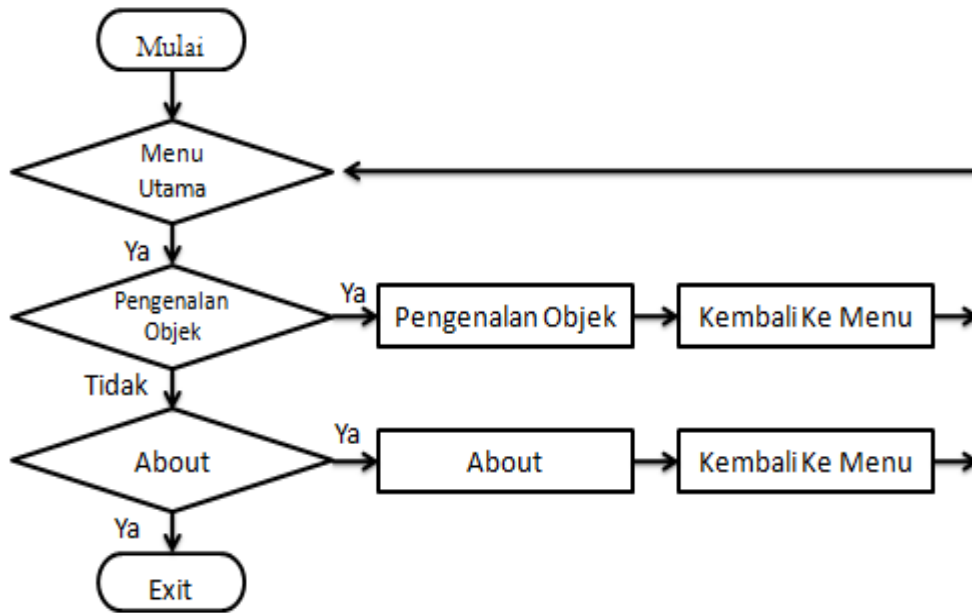 Mulai
Menu
Utama
Ya
Pengenalan
Objek
Ya
Pengenalan Objek
Kembali Ke Menu
Tidak
About
Ya
About
Kembali Ke Menu
Ya
Exit